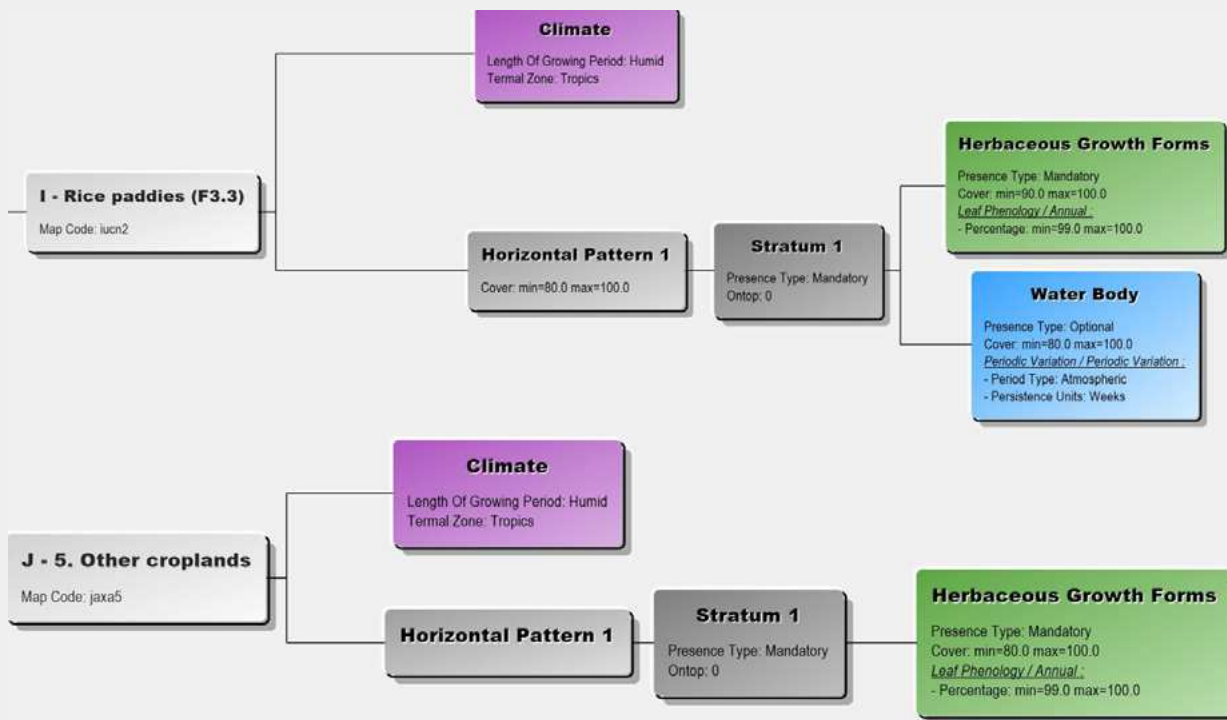 Climate
Length Of Growing Period: Humid
Termal Zone: Tropics
I - Rice paddies (F3.3)
Map Code: iucn2
Horizontal Pattern 1
Cover: min=80.0 max=100.0
Stratum 1
Presence Type: Mandatory
Ontop: 0
Herbaceous Growth Forms
Presence Type: Mandatory
Cover: min=90.0 max=100.0
Leaf Phenology / Annual :
- Percentage: min=99.0 max=100.0
Water Body
Presence Type: Optional
Cover: min=80.0 max=100.0
Periodic Variation / Periodic Variation :
- Period Type: Atmospheric
- Persistence Units: Weeks
Climate
Length Of Growing Period: Humid
Termal Zone: Tropics
J - 5. Other croplands
Map Code: jaxa5
Horizontal Pattern 1
Stratum 1
Presence Type: Mandatory
Ontop: 0
Herbaceous Growth Forms
Presence Type: Mandatory
Cover: min=80.0 max=100.0
Leaf Phenology / Annual :
- Percentage: min=99.0 max=100.0